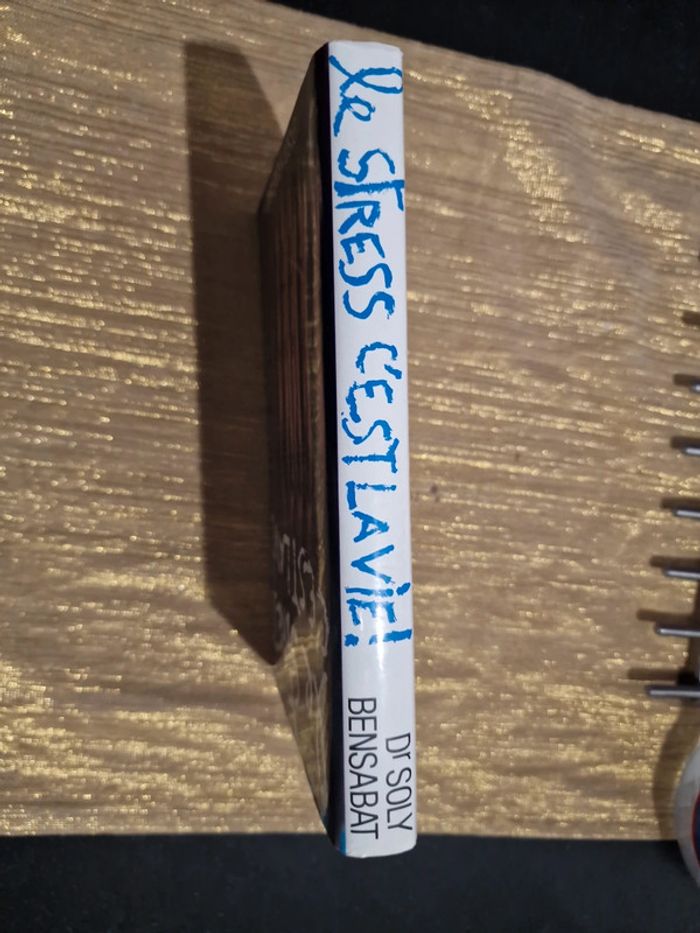 le STRESS C'EST LA VIE!
Dr SOLY
BENSABAT